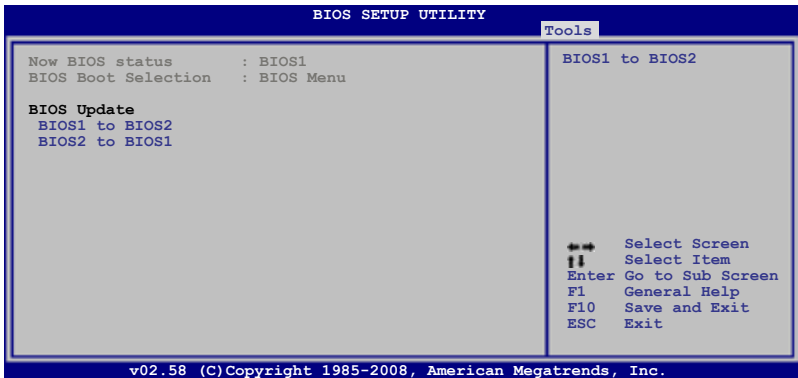 BIOS SETUP UTILITY
Tools
Now BIOS status : BIOS1
BIOS Boot Selection : BIOS Menu
BIOS Update
BIOS1 to BIOS2
BIOS2 to BIOS1
BIOS1 to BIOS2
Select Screen
Select Item
Enter Go to Sub Screen
F1 General Help
F10 Save and Exit
ESC Exit
v02.58 (C)Copyright 1985-2008, American Megatrends, Inc.